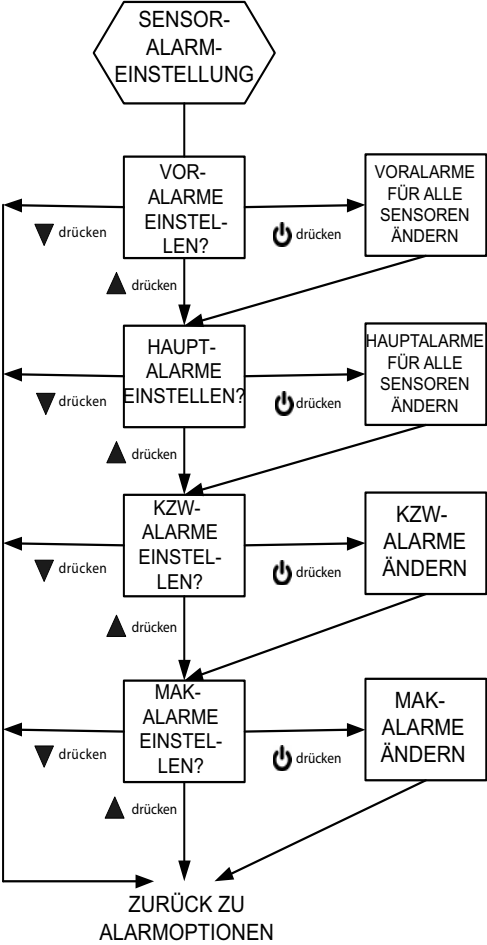 SENSOR-
ALARM-
EINSTELLUNG
VOR-
ALARME
EINSTEL-
LEN?
VORALARME
FÜR ALLE
SENSOREN
ÄNDERN
drücken
drücken
drücken
HAUPT-
ALARME
EINSTELLEN?
HAUPTALARME
FÜR ALLE
SENSOREN
ÄNDERN
drücken
drücken
drücken
KZW-
ALARME
EINSTEL-
LEN?
KZW-
ALARME
ÄNDERN
drücken
drücken
drücken
MAK-
ALARME
EINSTEL-
LEN?
MAK-
ALARME
ÄNDERN
drücken
drücken
drücken
ZURÜCK ZU
ALARMOPTIONEN